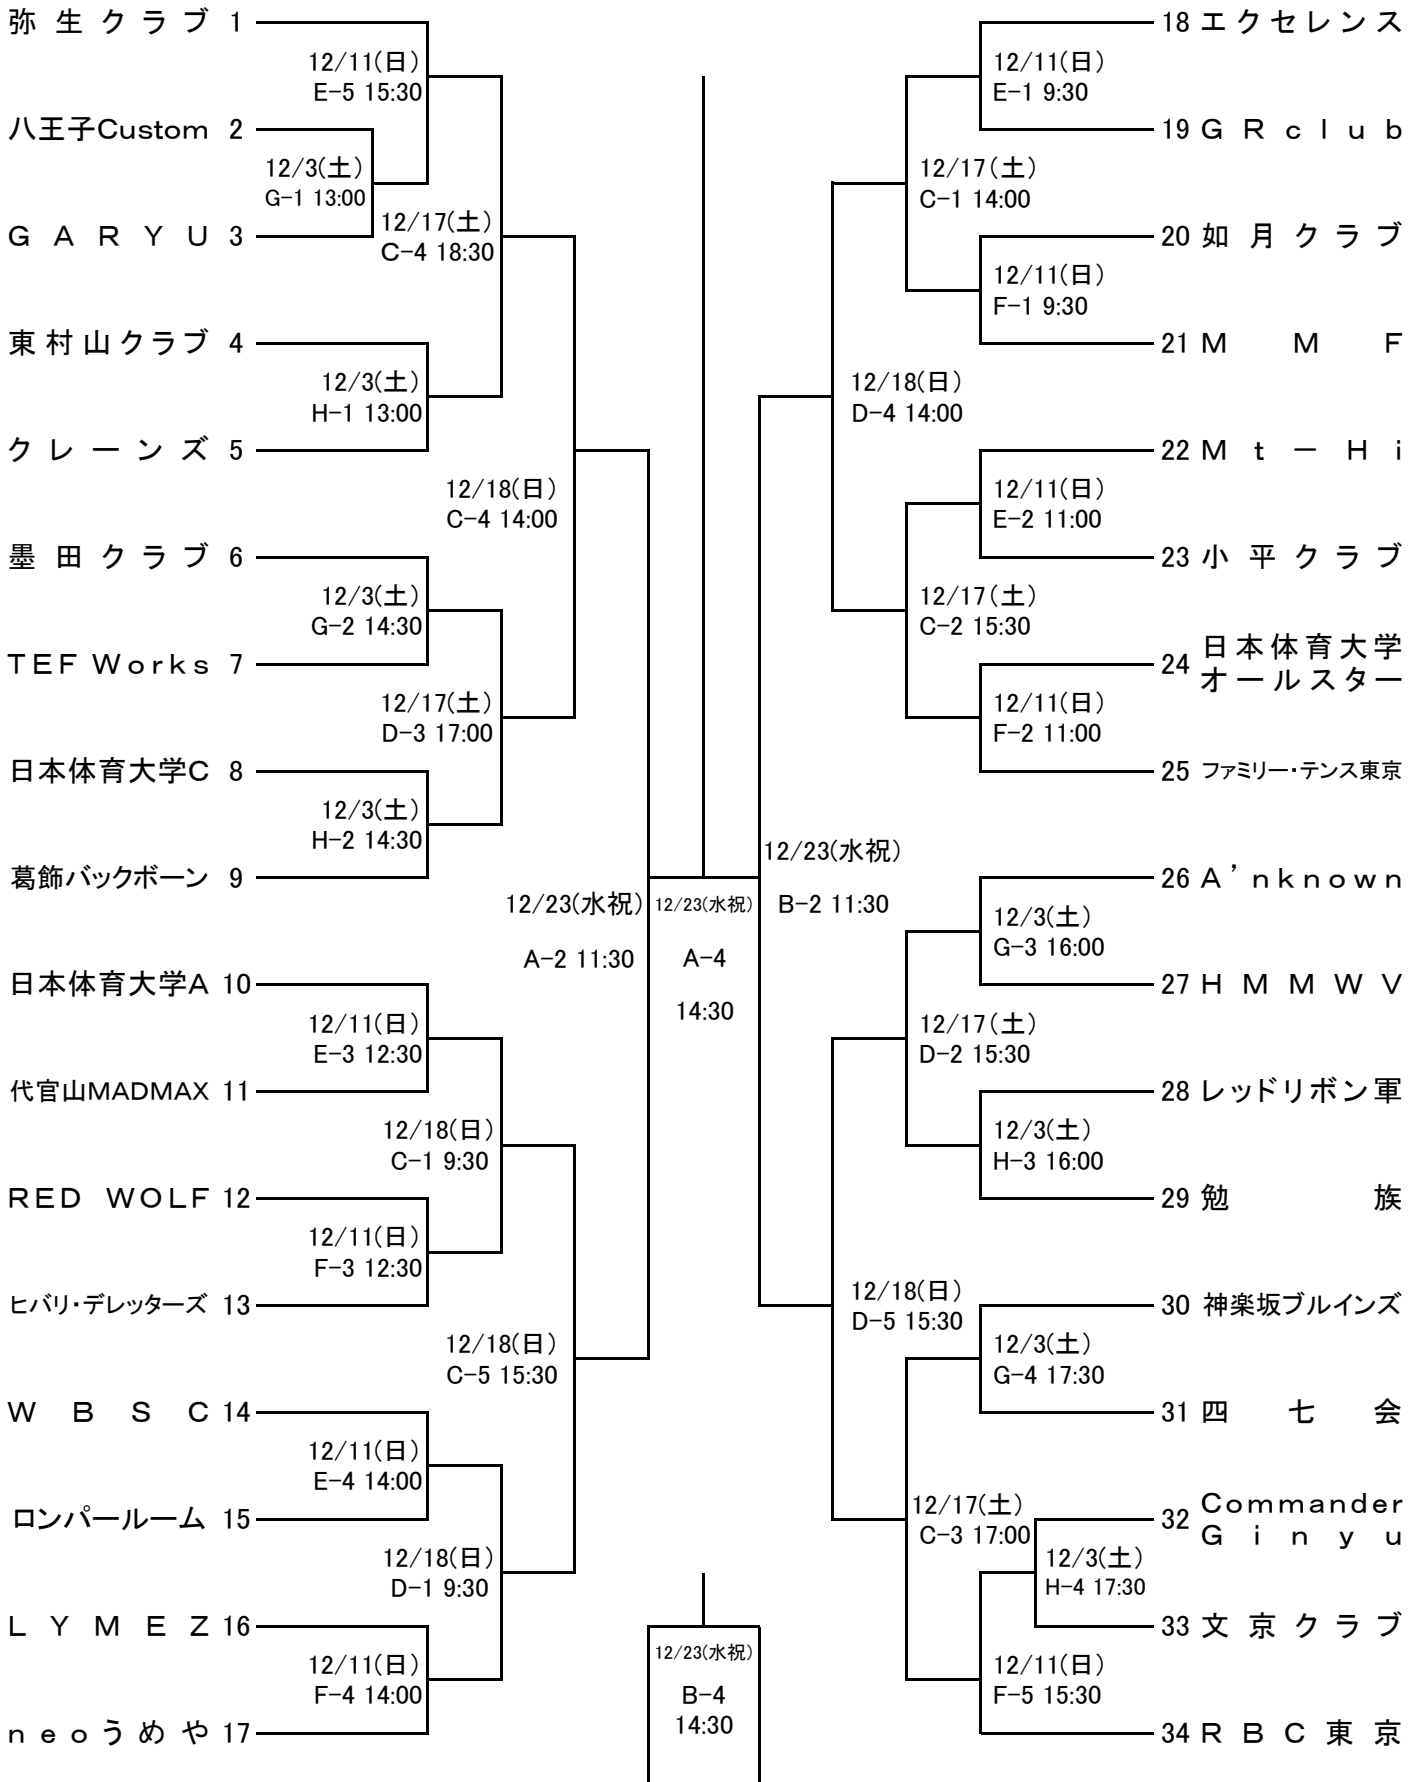 弥生クラブ 1
12/11(日)
E-5 15:30
八王子Custom 2
12/3(土)
G-1 13:00
GARYU 3
12/17(土)
C-4 18:30
東村山クラブ 4
12/3(土)
H-1 13:00
クレーンズ 5
12/18(日)
C-4 14:00
墨田クラブ 6
12/3(土)
G-2 14:30
TEF Works 7
12/17(土)
D-3 17:00
日本体育大学C 8
12/3(土)
H-2 14:30
葛飾バックボーン 9
12/23(水祝)
A-2 11:30
日本体育大学A 10
12/11(日)
E-3 12:30
代官山MADMAX 11
12/18(日)
C-1 9:30
RED WOLF 12
12/11(日)
F-3 12:30
ヒバリ・デレッターズ 13
12/18(日)
C-5 15:30
WBSC 14
12/11(日)
E-4 14:00
ロンパールーム 15
12/18(日)
D-1 9:30
LYMEZ 16
12/11(日)
F-4 14:00
neoうめや 17
12/23(水祝)
A-4
14:30
12/23(水祝)
B-4
14:30
18 エクセレンス
12/11(日)
E-1 9:30
19 GRclub
12/17(土)
C-1 14:00
20 如月クラブ
12/11(日)
F-1 9:30
21 MMF
12/18(日)
D-4 14:00
22 Mt-Hi
12/11(日)
E-2 11:00
23 小平クラブ
12/17(土)
C-2 15:30
24 日本体育大学
オールスター
12/11(日)
F-2 11:00
25 ファミリー・テンス東京
12/23(水祝)
B-2 11:30
26 A’nknown
12/3(土)
G-3 16:00
27 HMMWV
12/17(土)
D-2 15:30
28 レッドリボン軍
12/3(土)
H-3 16:00
29 勉族
12/18(日)
D-5 15:30
30 神楽坂ブルインズ
12/3(土)
G-4 17:30
31 四七会
12/17(土)
C-3 17:00
32 Commander
Ginyu
12/3(土)
H-4 17:30
33 文京クラブ
12/11(日)
F-5 15:30
34 RBC東京